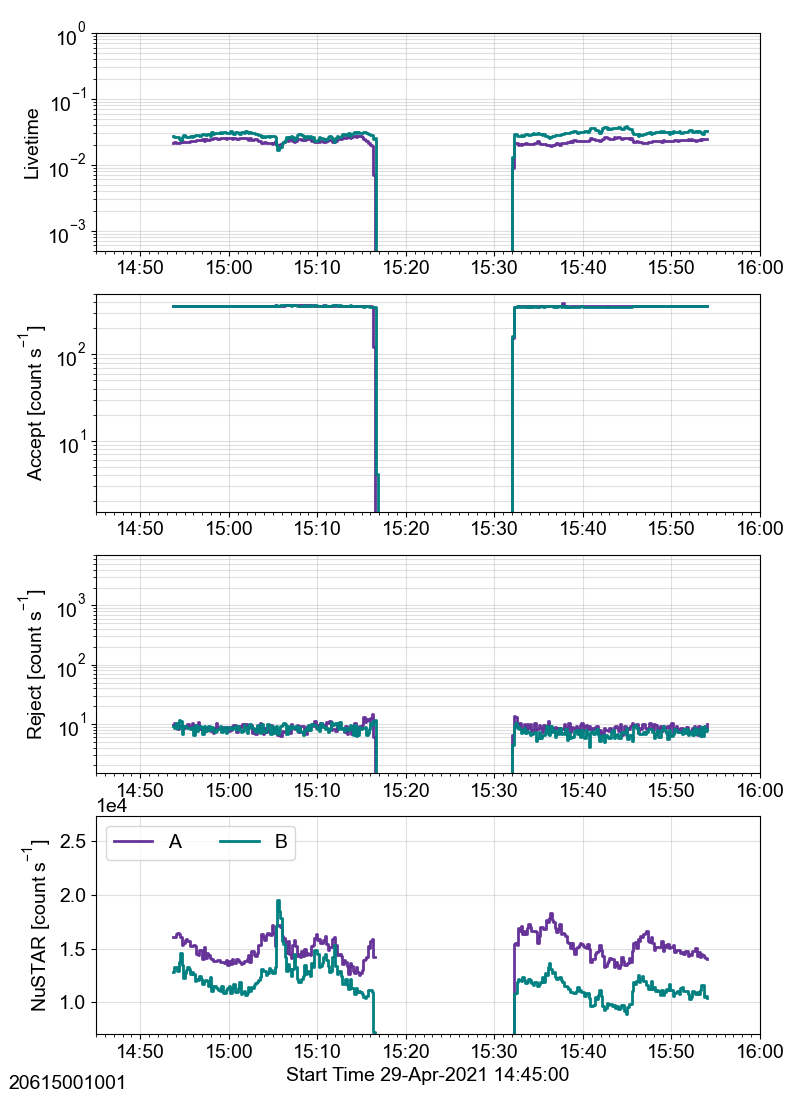 10^0
10^-1
10^-2
10^-3
Livetime
14:50 15:00 15:10 15:20 15:30 15:40 15:50 16:00
10^2
10^1
Accept [count s^-1]
14:50 15:00 15:10 15:20 15:30 15:40 15:50 16:00
10^3
10^2
10^1
Reject [count s^-1]
14:50 15:00 15:10 15:20 15:30 15:40 15:50 16:00
1e4
A B
2.5
2.0
1.5
1.0
NuSTAR [count s^-1]
14:50 15:00 15:10 15:20 15:30 15:40 15:50 16:00
Start Time 29-Apr-2021 14:45:00
20615001001